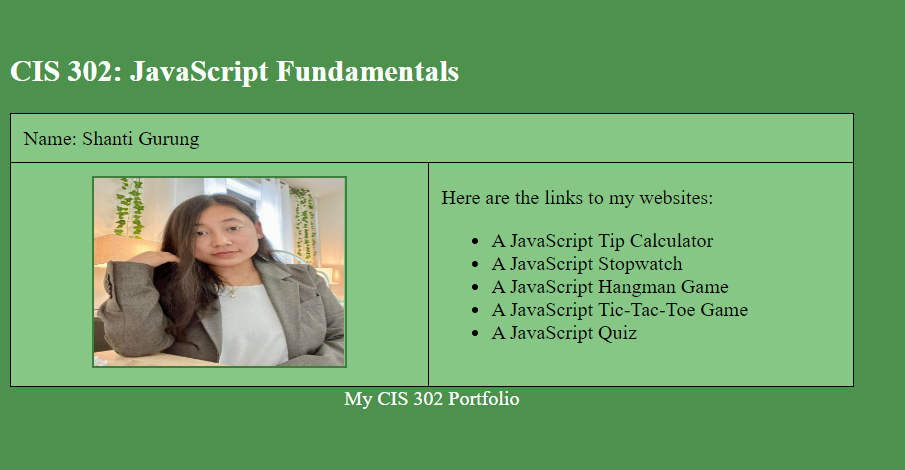 CIS 302: JavaScript Fundamentals
Name: Shanti Gurung
Here are the links to my websites:
• A JavaScript Tip Calculator
• A JavaScript Stopwatch
• A JavaScript Hangman Game
• A JavaScript Tic-Tac-Toe Game
• A JavaScript Quiz
My CIS 302 Portfolio